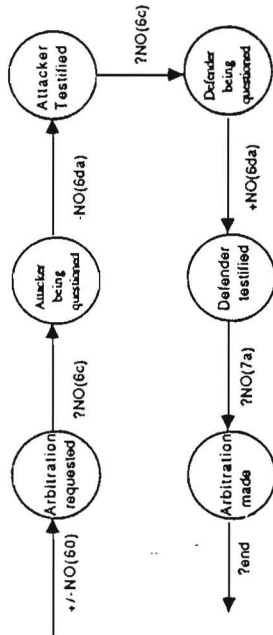 +/-NO(60)
Arbitration
requested
?NO(6c)
Attacker
being
questioned
-NO(6da)
Attacker
Testified
?NO(6c)
Defender
being
questioned
+NO(6da)
Defender
testified
?NO(7a)
Arbitration
made
?end